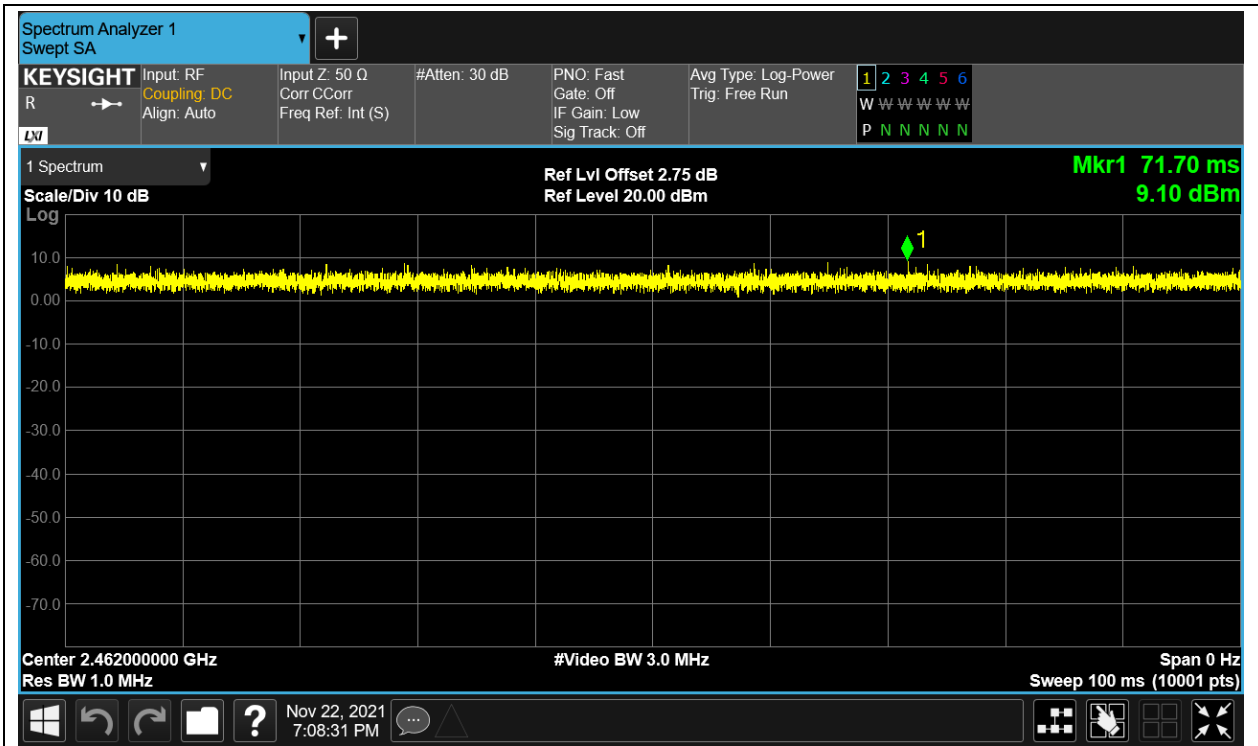 Spectrum Analyzer 1
Swept SA
KEYSIGHT
R
LXI
Input: RF
Coupling: DC
Align: Auto
Input Z: 50 Ω
Corr CCorr
Freq Ref: Int (S)
#Atten: 30 dB
PNO: Fast
Gate: Off
IF Gain: Low
Sig Track: Off
Avg Type: Log-Power
Trig: Free Run
1 2 3 4 5 6
W W W W W W
P N N N N N
1 Spectrum
Scale/Div 10 dB
Log
Ref Lvl Offset 2.75 dB
Ref Level 20.00 dBm
Mkr1 71.70 ms
9.10 dBm
1
10.0
0.00
-10.0
-20.0
-30.0
-40.0
-50.0
-60.0
-70.0
Center 2.462000000 GHz
Res BW 1.0 MHz
#Video BW 3.0 MHz
Span 0 Hz
Sweep 100 ms (10001 pts)
?
Nov 22, 2021
7:08:31 PM